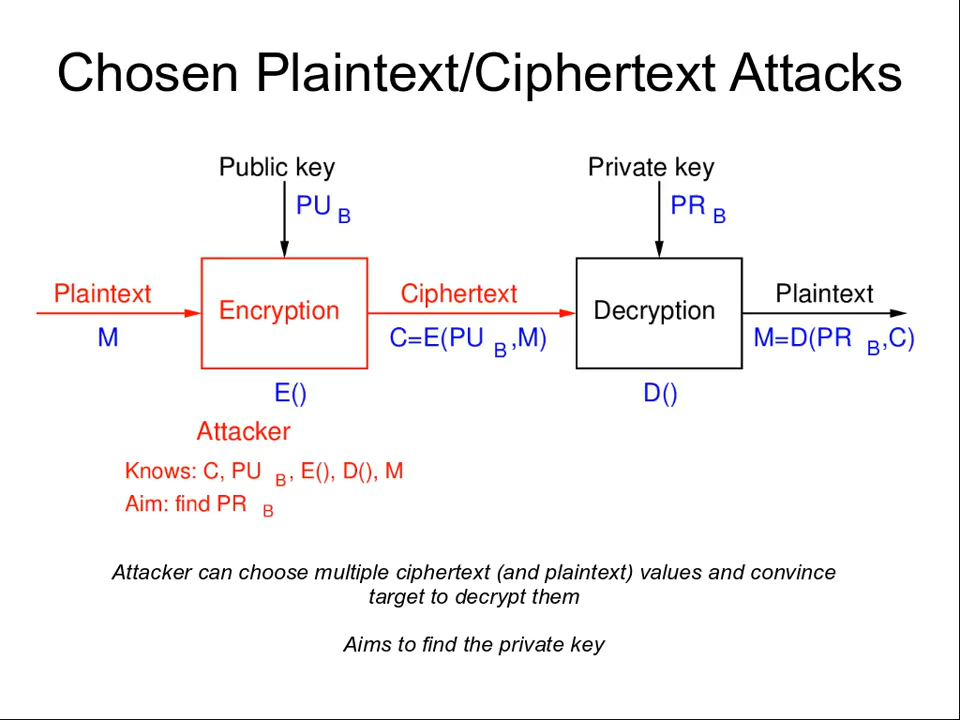 Chosen Plaintext/Ciphertext Attacks
Public key
Private key
PU B
PR B
Plaintext
Encryption
Ciphertext
Decryption
Plaintext
M
C=E(PU B ,M)
M=D(PR B ,C)
E()
D()
Attacker
Knows: C, PU B , E(), D(), M
Aim: find PR B
Attacker can choose multiple ciphertext (and plaintext) values and convince
target to decrypt them
Aims to find the private key